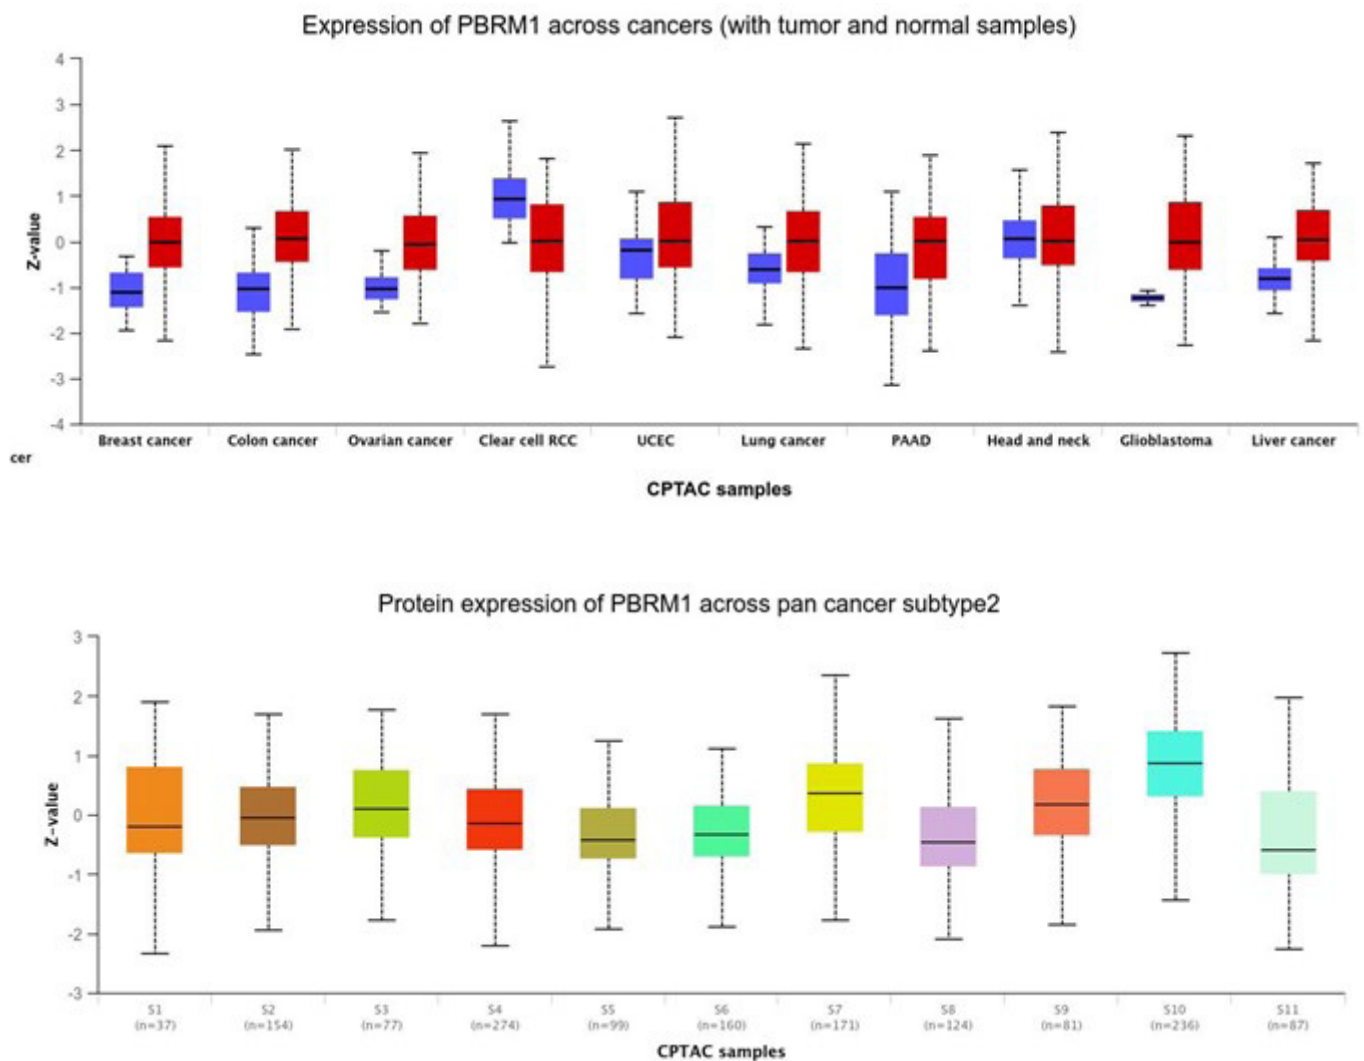 Expression of PBRM1 across cancers (with tumor and normal samples)
4
3
2
1
0
-1
-2
-3
-4
Z-value
Breast cancer Colon cancer Ovarian cancer Clear cell RCC UCEC Lung cancer PAAD Head and neck Glioblastoma Liver cancer
cer
CPTAC samples
Protein expression of PBRM1 across pan cancer subtype2
3
2
1
0
-1
-2
-3
Z-value
S1 S2 S3 S4 S5 S6 S7 S8 S9 S10 S11
(n=37) (n=154) (n=77) (n=274) (n=99) (n=160) (n=171) (n=124) (n=81) (n=236) (n=87)
CPTAC samples